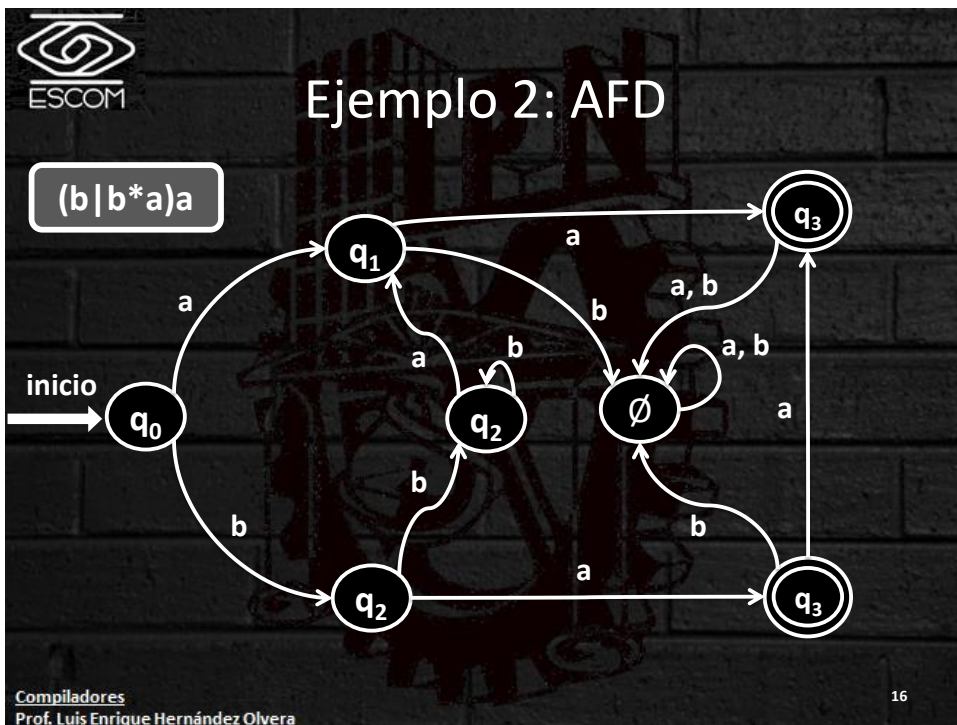 ESCOM
Ejemplo 2: AFD
(b|b*a)a
q₃
a
q₁
a, b
b
a
a
b
a, b
inicio
q₀
q₂
Ø
a
b
b
b
a
q₂
q₃
Compiladores
16
Prof. Luis Enrique Hernández Olvera